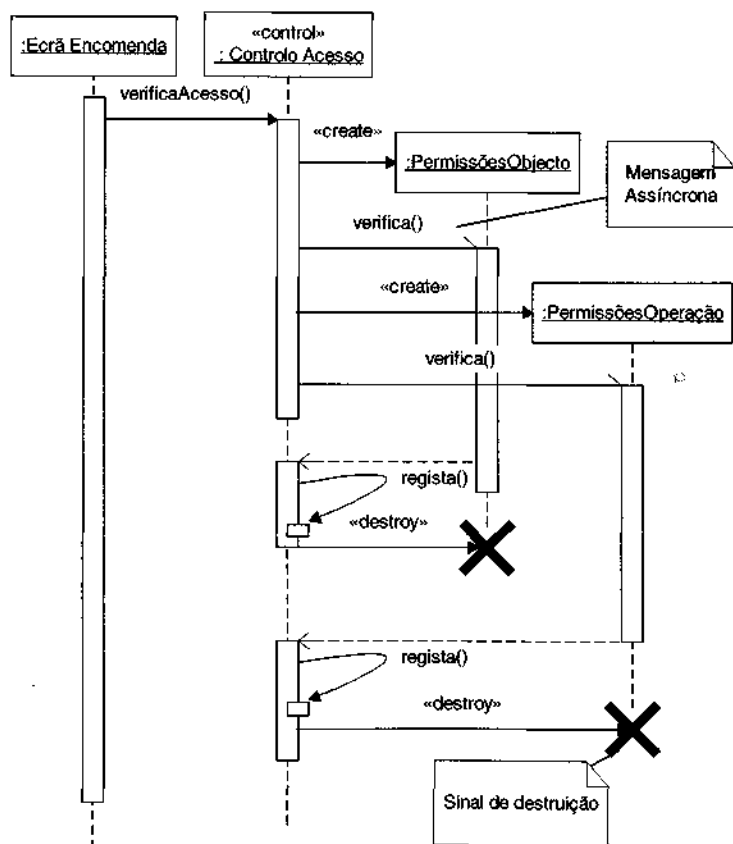 :Ecrã Encomenda
«control»
: Controlo Acesso
verificaAcesso()
«create»
:PermissõesObjecto
Mensagem
Assíncrona
verifica()
«create»
:PermissõesOperação
verifica()
regista()
«destroy»
regista()
«destroy»
Sinal de destruição